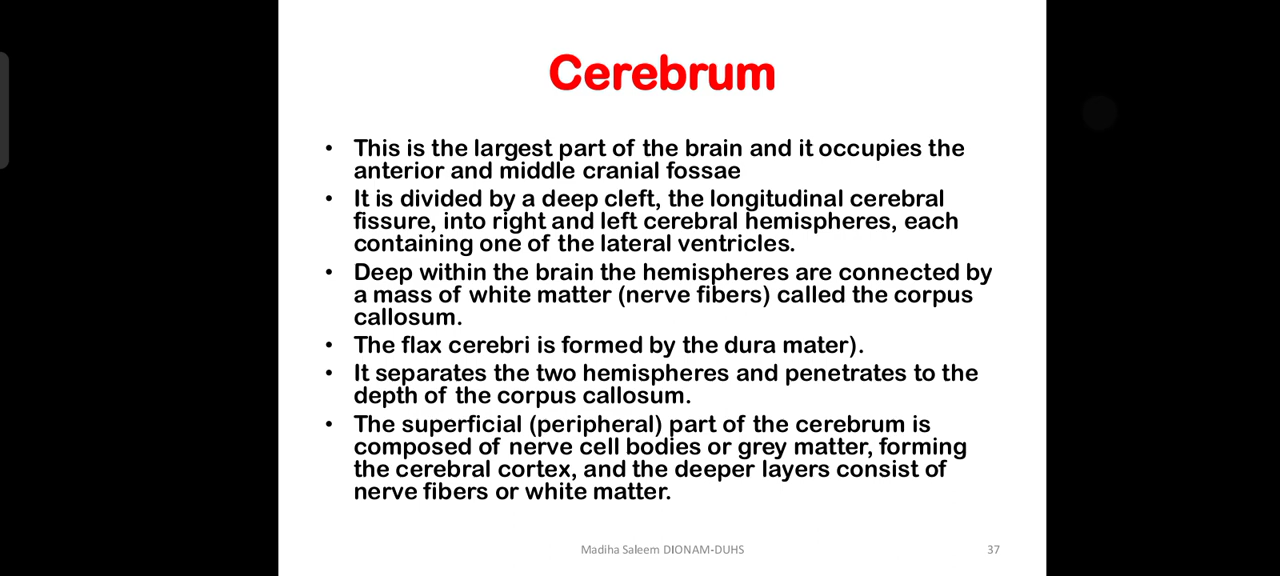 Cerebrum
• This is the largest part of the brain and it occupies the
anterior and middle cranial fossae
• It is divided by a deep cleft, the longitudinal cerebral
fissure, into right and left cerebral hemispheres, each
containing one of the lateral ventricles.
• Deep within the brain the hemispheres are connected by
a mass of white matter (nerve fibers) called the corpus
callosum.
• The flax cerebri is formed by the dura mater).
• It separates the two hemispheres and penetrates to the
depth of the corpus callosum.
• The superficial (peripheral) part of the cerebrum is
composed of nerve cell bodies or grey matter, forming
the cerebral cortex, and the deeper layers consist of
nerve fibers or white matter.
Madiha Saleem DIONAM-DUHS
37